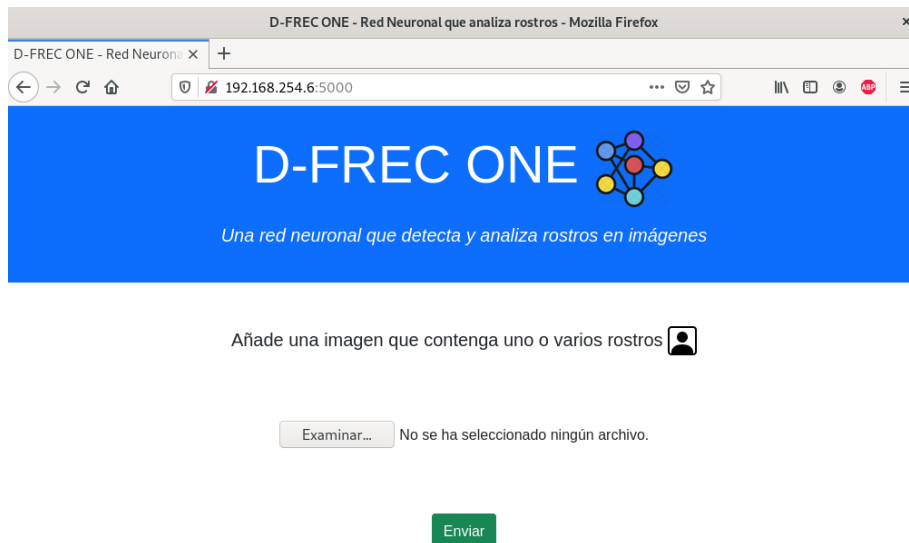 D-FREC ONE - Red Neuronal que analiza rostros - Mozilla Firefox
D-FREC ONE - Red Neurona
192.168.254.6:5000
ABP
D-FREC ONE
Una red neuronal que detecta y analiza rostros en imágenes
Añade una imagen que contenga uno o varios rostros
Examinar... No se ha seleccionado ningún archivo.
Enviar